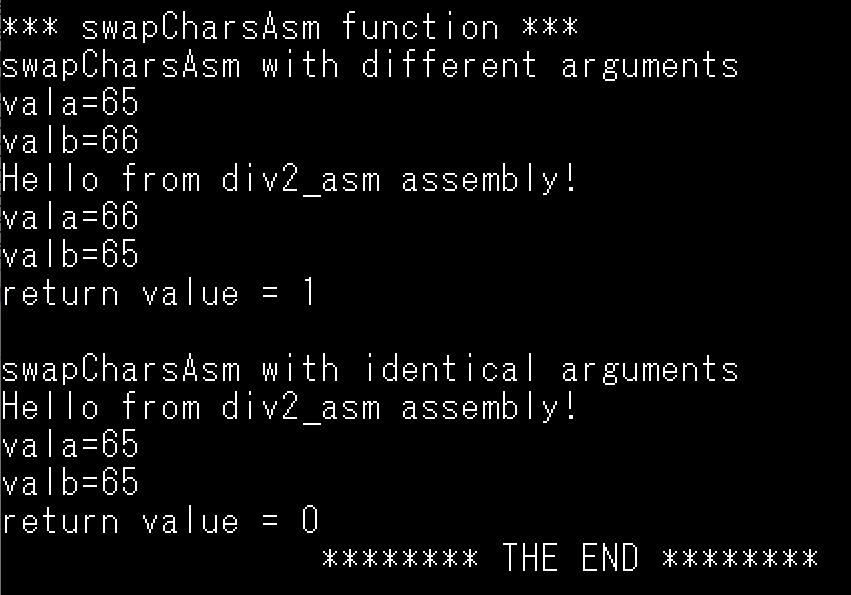 *** swapCharsAsm function ***
swapCharsAsm with different arguments
vala=65
valb=66
Hello from div2_asm assembly!
vala=66
valb=65
return value = 1
swapCharsAsm with identical arguments
Hello from div2_asm assembly!
vala=65
valb=65
return value = 0
******** THE END ********